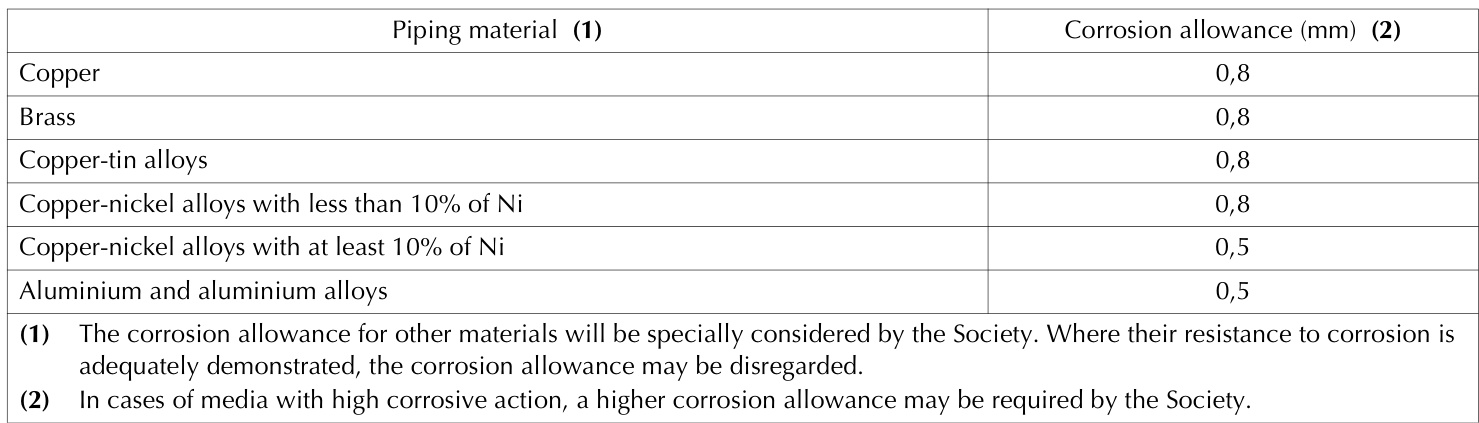 Piping material (1) Corrosion allowance (mm) (2)
Copper 0,8
Brass 0,8
Copper-tin alloys 0,8
Copper-nickel alloys with less than 10% of Ni 0,8
Copper-nickel alloys with at least 10% of Ni 0,5
Aluminium and aluminium alloys 0,5
(1) The corrosion allowance for other materials will be specially considered by the Society. Where their resistance to corrosion is
adequately demonstrated, the corrosion allowance may be disregarded.
(2) In cases of media with high corrosive action, a higher corrosion allowance may be required by the Society.